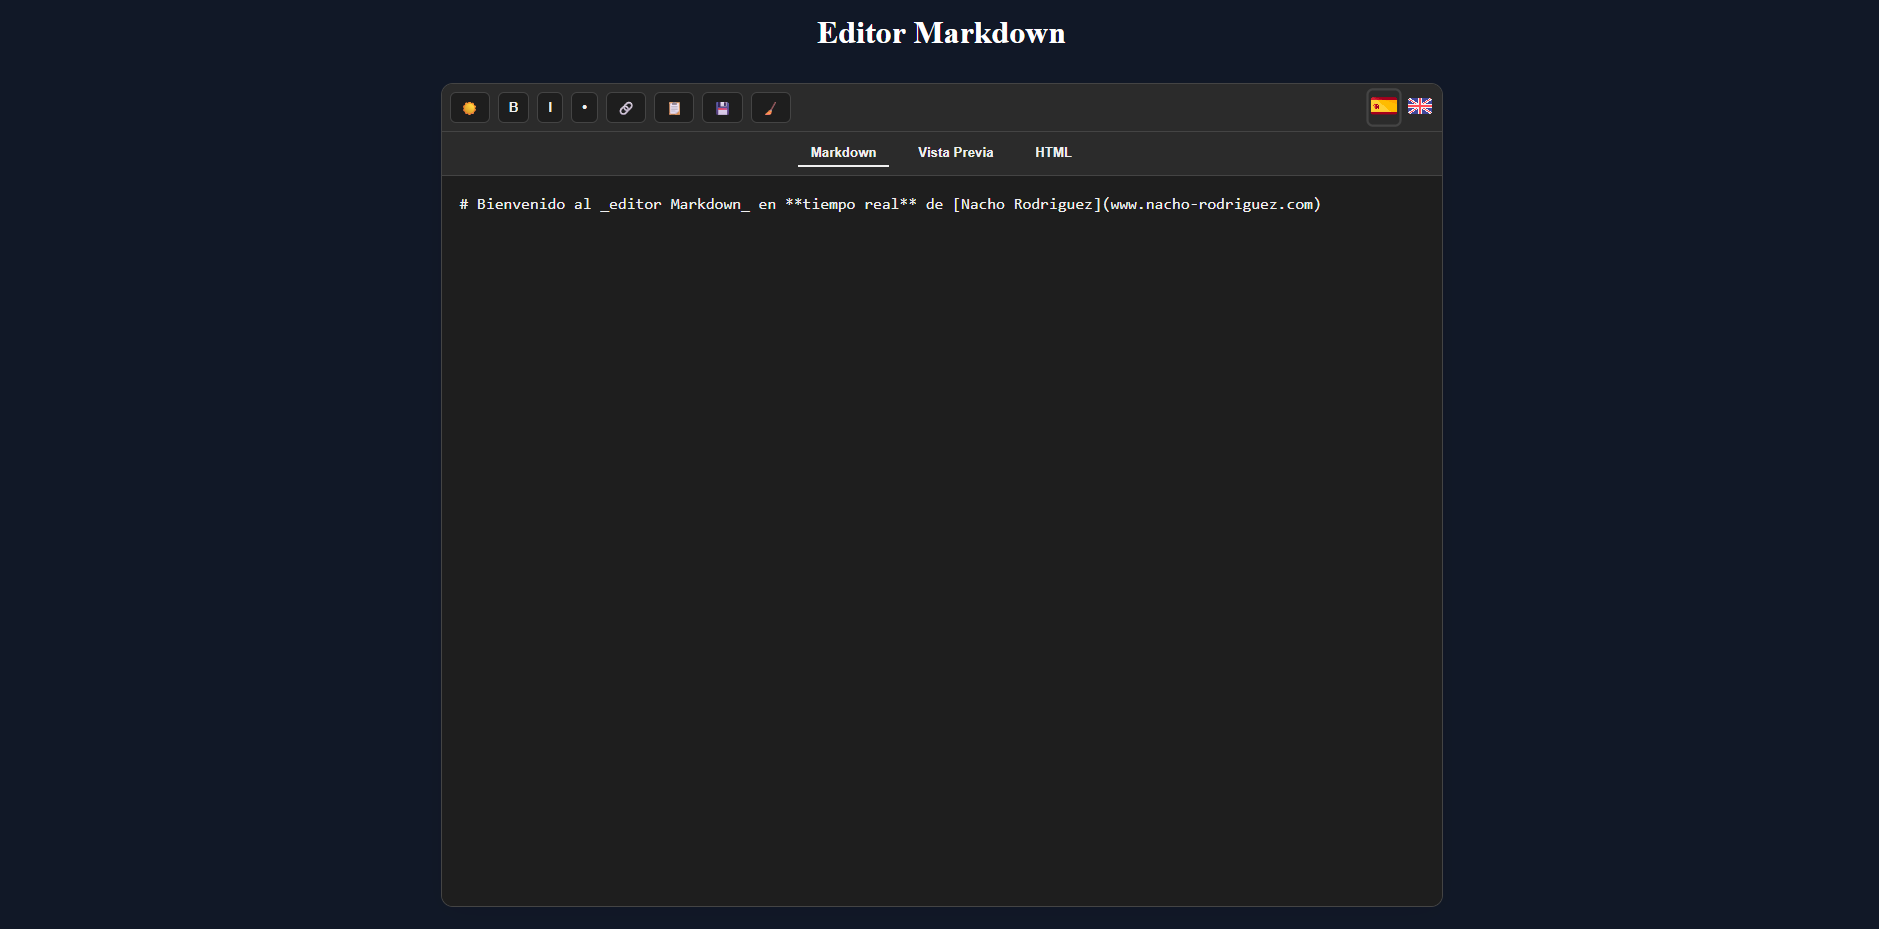 Editor Markdown
B I •
Markdown Vista Previa HTML
# Bienvenido al _editor Markdown_ en **tiempo real** de [Nacho Rodriguez](www.nacho-rodriguez.com)